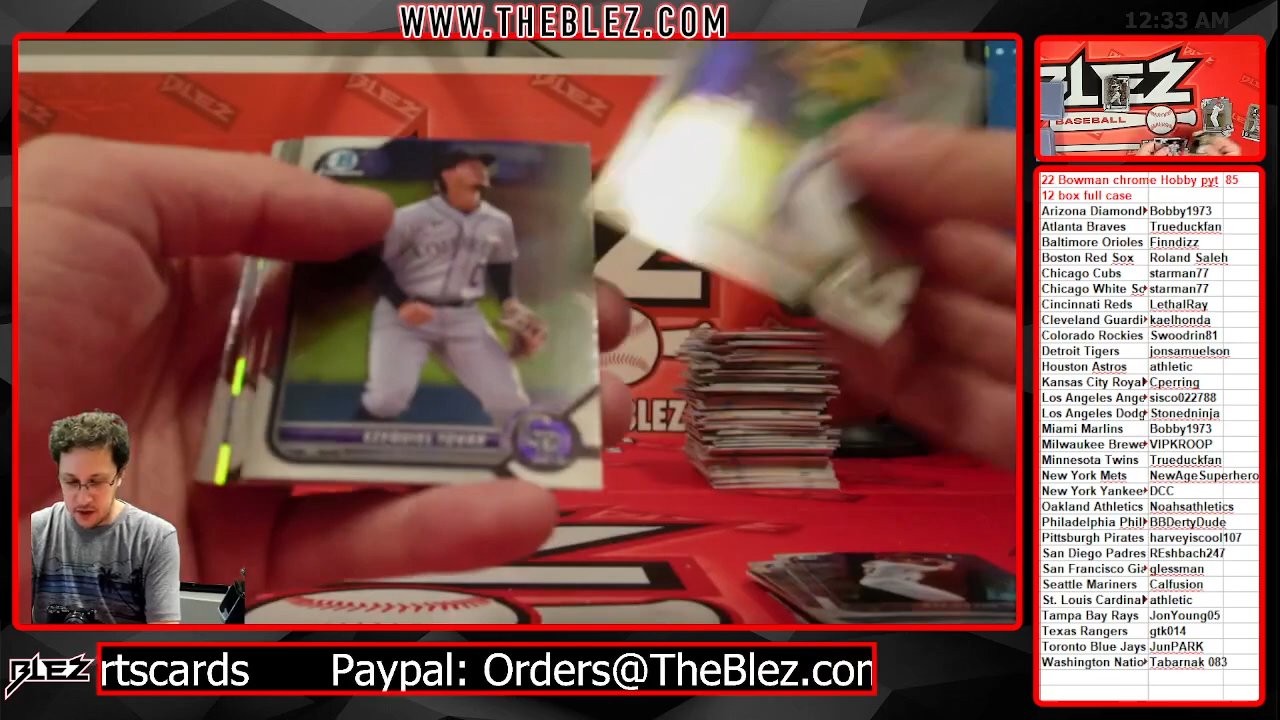 WWW.THEBLEZ.COM
12:33 AM
BLEZ
BASEBALL
EZEQUIEL TOVAR
BLEZ
22 Bowman chrome Hobby pyt 85
12 box full case
Arizona Diamond Bobby1973
Atlanta Braves Trueduckfan
Baltimore Orioles Finndizz
Boston Red Sox Roland Saleh
Chicago Cubs starman77
Chicago White So starman77
Cincinnati Reds LethalRay
Cleveland Guardi kaelhonda
Colorado Rockies Swoodrin81
Detroit Tigers jonsamuelson
Houston Astros athletic
Kansas City Royal Cperring
Los Angeles Ange sisco022788
Los Angeles Dodg Stonedninja
Miami Marlins Bobby1973
Milwaukee Brewe VIPKROOP
Minnesota Twins Trueduckfan
New York Mets NewAgeSuperhero
New York Yankee DCC
Oakland Athletics Noahsathletics
Philadelphia Phil BBDertyDude
Pittsburgh Pirates harveyiscool107
San Diego Padres REshbach247
San Francisco Gia glessman
Seattle Mariners Calfusion
St. Louis Cardina athletic
Tampa Bay Rays JonYoung05
Texas Rangers gtk014
Toronto Blue Jays JunPARK
Washington Natio Tabarnak 083
BLEZ
rtscards Paypal: Orders@TheBlez.con